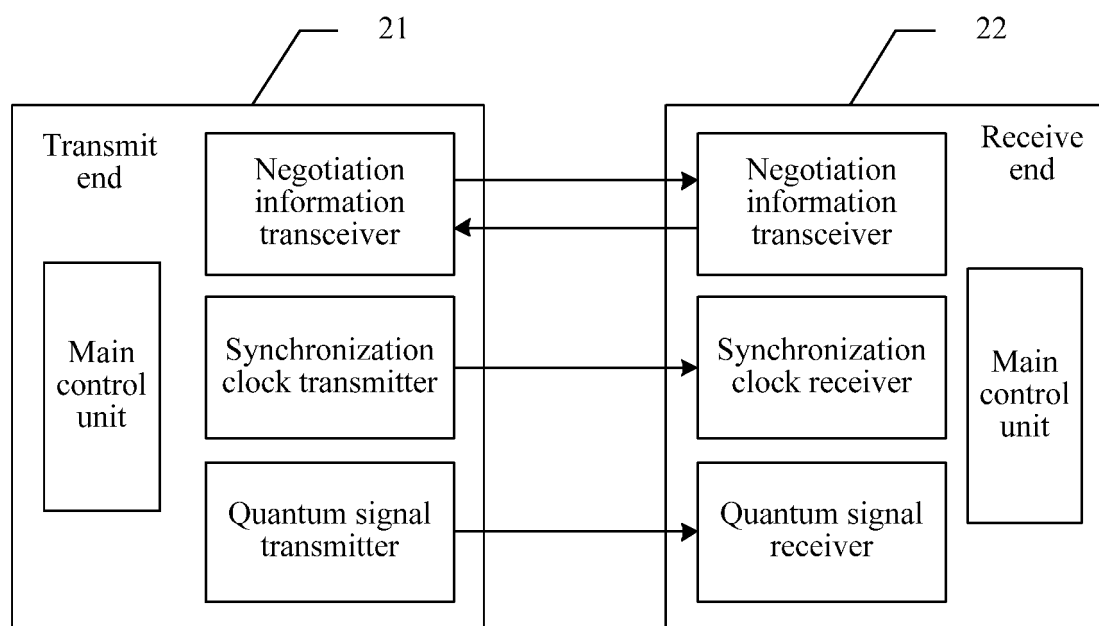 21
22
Transmit
end
Negotiation
information
transceiver
Negotiation
information
transceiver
Receive
end
Main
control
unit
Synchronization
clock transmitter
Synchronization
clock receiver
Main
control
unit
Quantum signal
transmitter
Quantum signal
receiver